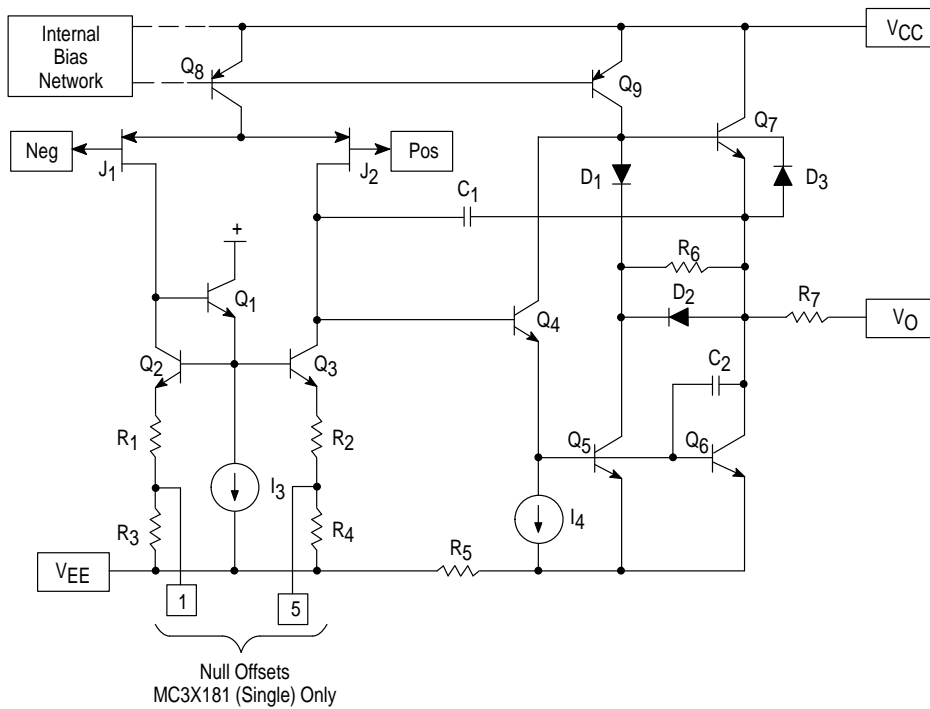 Internal
Bias
Network
VCC
Q8
Q9
Q7
Neg
J1
J2
Pos
D1
D3
C1
R6
+
Q1
D2
R7
VO
Q4
Q2
Q3
C2
R1
R2
Q5
Q6
I3
I4
R3
R4
R5
VEE
1
5
Null Offsets
MC3X181 (Single) Only